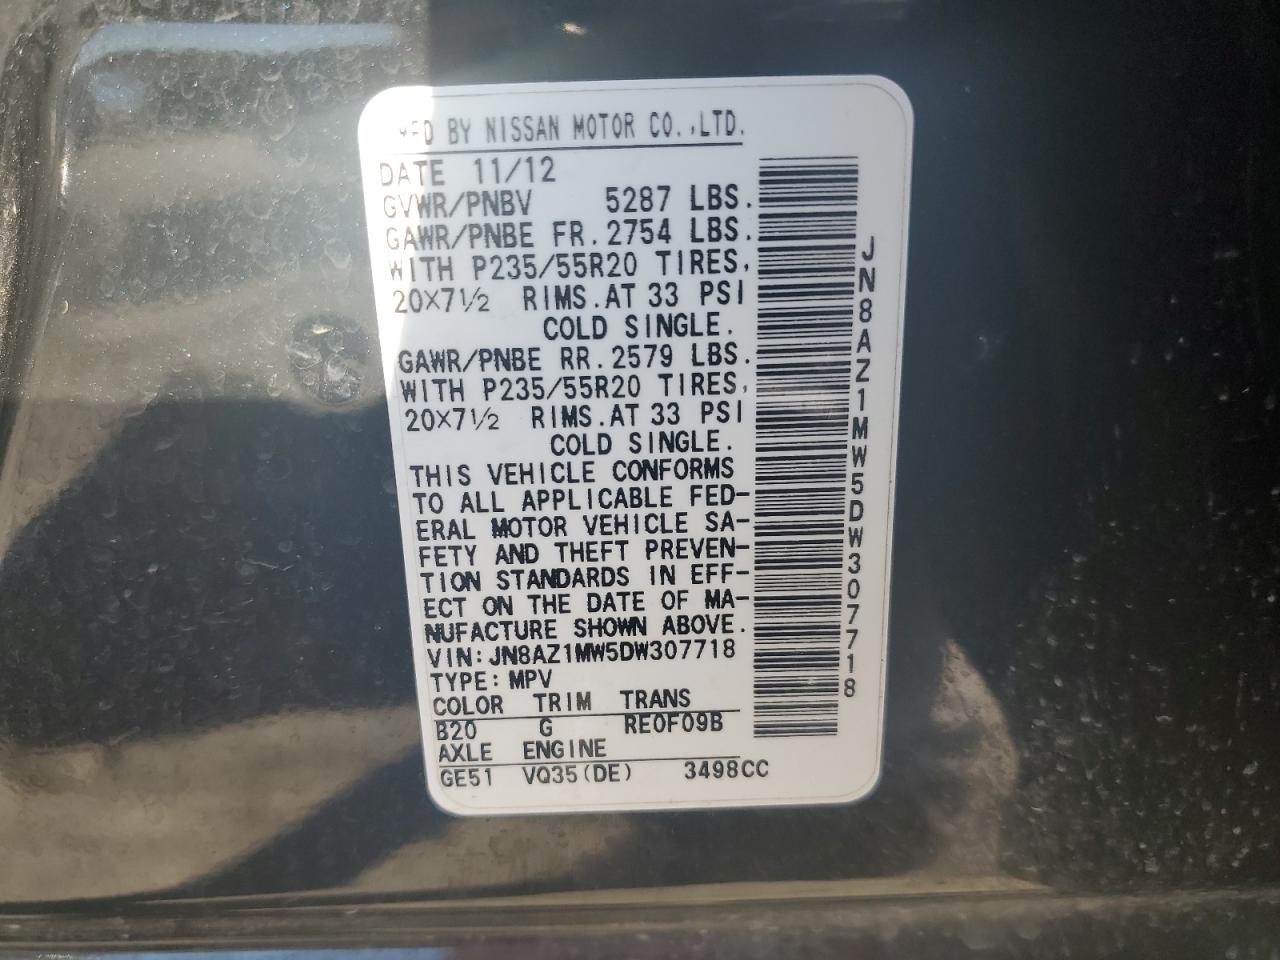 MFD BY NISSAN MOTOR CO.,LTD.
DATE 11/12
GVWR/PNBV 5287 LBS.
GAWR/PNBE FR.2754 LBS.
WITH P235/55R20 TIRES,
20X7½ RIMS.AT 33 PSI
COLD SINGLE.
GAWR/PNBE RR.2579 LBS.
WITH P235/55R20 TIRES,
20X7½ RIMS.AT 33 PSI
COLD SINGLE.
THIS VEHICLE CONFORMS
TO ALL APPLICABLE FED-
ERAL MOTOR VEHICLE SA-
FETY AND THEFT PREVEN-
TION STANDARDS IN EFF-
ECT ON THE DATE OF MA-
NUFACTURE SHOWN ABOVE.
VIN:JN8AZ1MW5DW307718
TYPE:MPV
COLOR TRIM TRANS
B20 G RE0F09B
AXLE ENGINE
GE51 VQ35(DE) 3498CC
JN8AZ1MW5DW307718